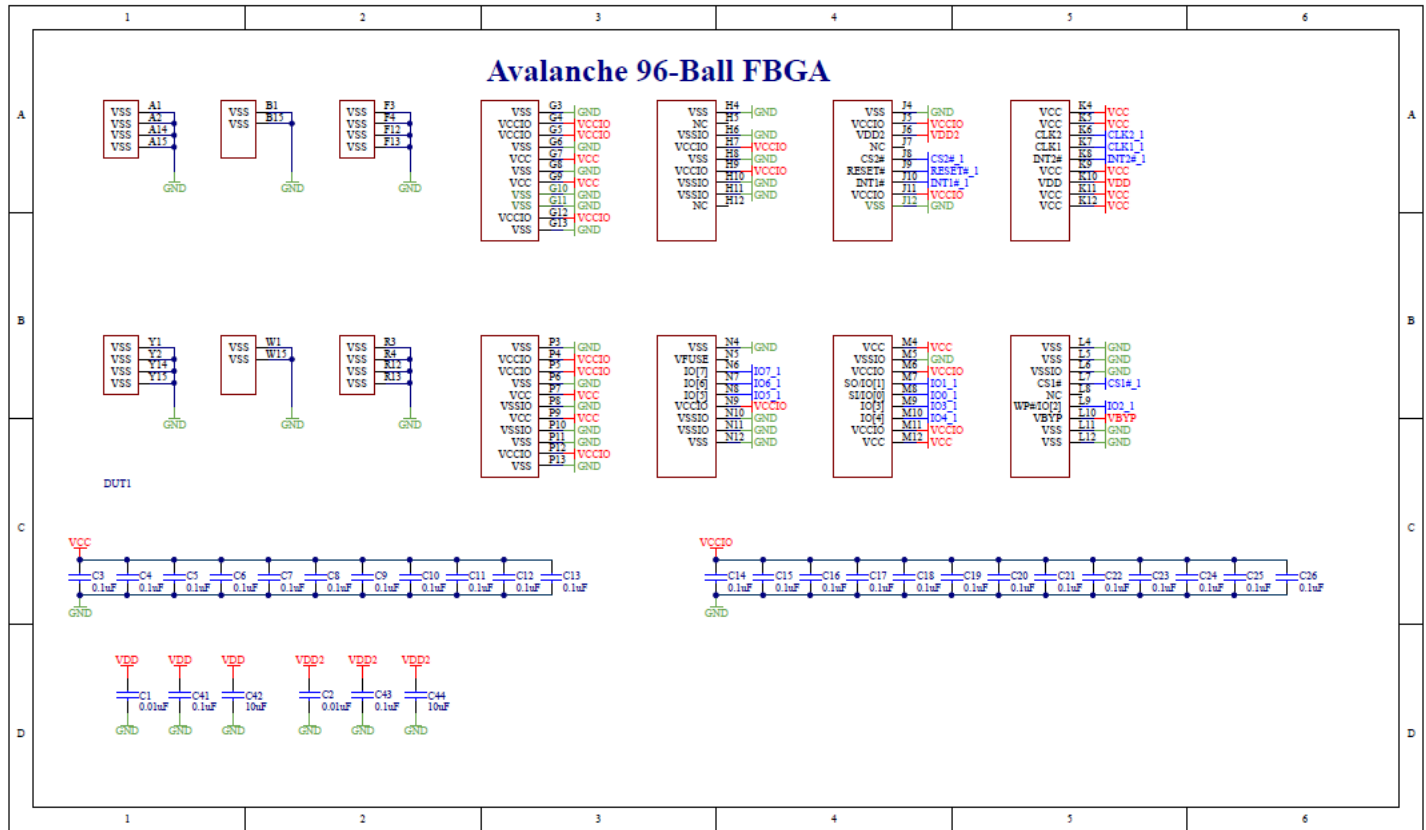 1 2 3 4 5 6
Avalanche 96-Ball FBGA
A A
VSS A1
VSS A2
VSS A14
VSS A15
GND
VSS B1
VSS B15
GND
VSS F3
VSS F4
VSS F12
VSS F13
GND
VSS G3 GND
VCCIO G4 VCCIO
VCCIO G5 VCCIO
VSS G6 GND
VCC G7 VCC
VSS G8 GND
VCC G9 VCC
VSS G10 GND
VSS G11 GND
VCCIO G12 VCCIO
VSS G13 GND
VSS H4 GND
NC H5
VSSIO H6 GND
VCCIO H7 VCCIO
VSS H8 GND
VCCIO H9 VCCIO
VSSIO H10 GND
VSSIO H11 GND
NC H12
VSS J4 GND
VCCIO J5 VCCIO
VDD2 J6 VDD2
NC J7
CS2# J8 CS2#_1
RESET# J9 RESET#_1
INT1# J10 INT1#_1
VCCIO J11 VCCIO
VSS J12 GND
VCC K4 VCC
VCC K5 VCC
CLK2 K6 CLK2_1
CLK1 K7 CLK1_1
INT2# K8 INT2#_1
VCC K9 VCC
VDD K10 VDD
VCC K11 VCC
VCC K12 VCC
B B
VSS Y1
VSS Y2
VSS Y14
VSS Y15
GND
VSS W1
VSS W15
GND
VSS R3
VSS R4
VSS R12
VSS R13
GND
VSS P3 GND
VCCIO P4 VCCIO
VCCIO P5 VCCIO
VSS P6 GND
VCC P7 VCC
VSSIO P8 GND
VCC P9 VCC
VSSIO P10 GND
VSS P11 GND
VCCIO P12 VCCIO
VSS P13 GND
VSS N4 GND
VFUSE N5
IO[7] N6 IO7_1
IO[6] N7 IO6_1
IO[5] N8 IO5_1
VCCIO N9 VCCIO
VSSIO N10 GND
VSSIO N11 GND
VSS N12 GND
VCC M4 VCC
VSSIO M5 GND
VCCIO M6 VCCIO
SO/IO[1] M7 IO1_1
SI/IO[0] M8 IO0_1
IO[3] M9 IO3_1
IO[4] M10 IO4_1
VCCIO M11 VCCIO
VCC M12 VCC
VSS L4 GND
VSS L5 GND
VSSIO L6 GND
CS1# L7 CS1#_1
NC L8
WP#/IO[2] L9 IO2_1
VBYP L10 VBYP
VSS L11 GND
VSS L12 GND
DUT1
C C
VCC
C3 C4 C5 C6 C7 C8 C9 C10 C11 C12 C13
0.1uF 0.1uF 0.1uF 0.1uF 0.1uF 0.1uF 0.1uF 0.1uF 0.1uF 0.1uF 0.1uF
GND
VCCIO
C14 C15 C16 C17 C18 C19 C20 C21 C22 C23 C24 C25 C26
0.1uF 0.1uF 0.1uF 0.1uF 0.1uF 0.1uF 0.1uF 0.1uF 0.1uF 0.1uF 0.1uF 0.1uF 0.1uF
GND
VDD VDD VDD VDD2 VDD2 VDD2
C1 C41 C42 C2 C43 C44
0.01uF 0.1uF 10uF 0.01uF 0.1uF 10uF
GND GND GND GND GND GND
D D
1 2 3 4 5 6